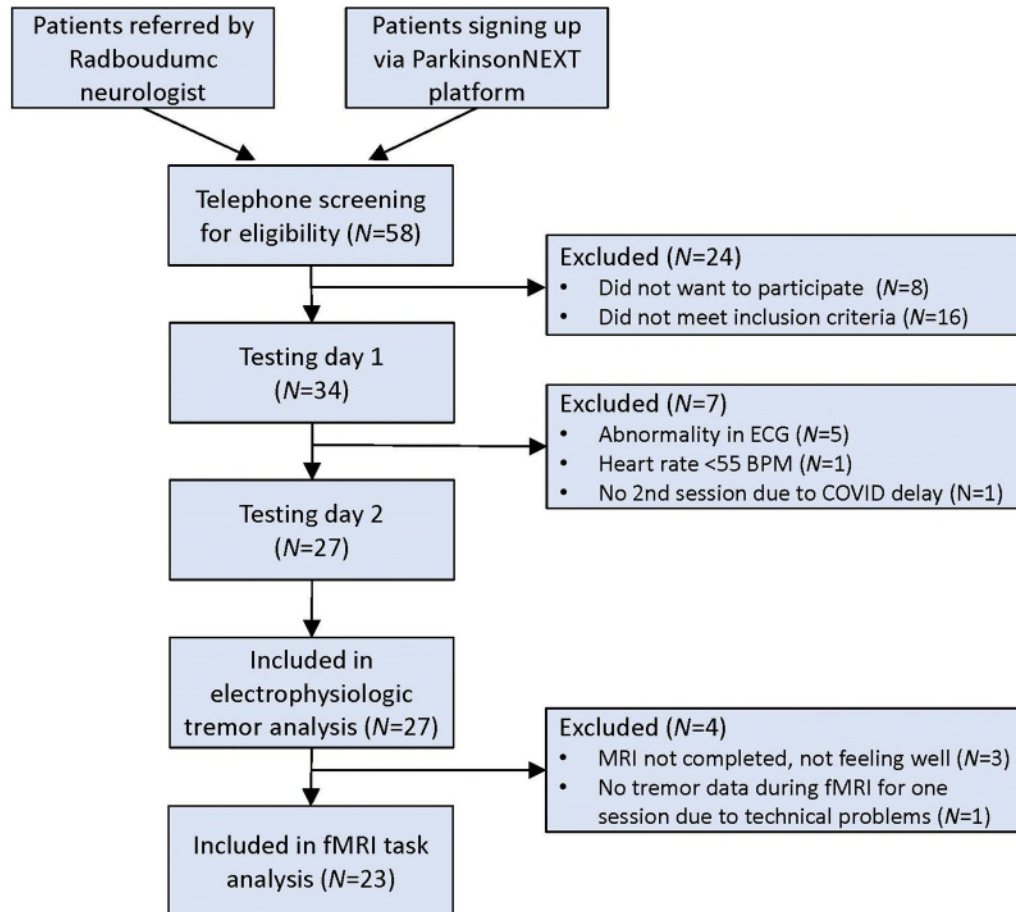 Patients referred by
Radboudumc
neurologist
Patients signing up
via ParkinsonNEXT
platform
Telephone screening
for eligibility (N=58)
Excluded (N=24)
• Did not want to participate (N=8)
• Did not meet inclusion criteria (N=16)
Testing day 1
(N=34)
Excluded (N=7)
• Abnormality in ECG (N=5)
• Heart rate <55 BPM (N=1)
• No 2nd session due to COVID delay (N=1)
Testing day 2
(N=27)
Included in
electrophysiologic
tremor analysis (N=27)
Excluded (N=4)
• MRI not completed, not feeling well (N=3)
• No tremor data during fMRI for one
session due to technical problems (N=1)
Included in fMRI task
analysis (N=23)